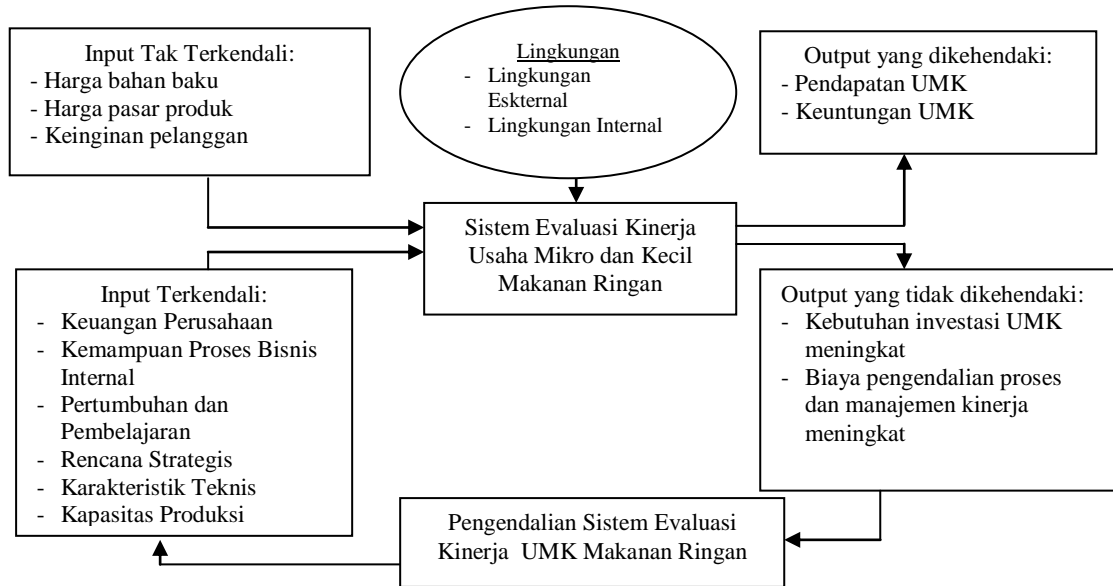 Input Tak Terkendali:
- Harga bahan baku
- Harga pasar produk
- Keinginan pelanggan
Lingkungan
- Lingkungan
Eskternal
- Lingkungan Internal
Output yang dikehendaki:
- Pendapatan UMK
- Keuntungan UMK
Sistem Evaluasi Kinerja
Usaha Mikro dan Kecil
Makanan Ringan
Input Terkendali:
- Keuangan Perusahaan
- Kemampuan Proses Bisnis
Internal
- Pertumbuhan dan
Pembelajaran
- Rencana Strategis
- Karakteristik Teknis
- Kapasitas Produksi
Output yang tidak dikehendaki:
- Kebutuhan investasi UMK
meningkat
- Biaya pengendalian proses
dan manajemen kinerja
meningkat
Pengendalian Sistem Evaluasi
Kinerja UMK Makanan Ringan